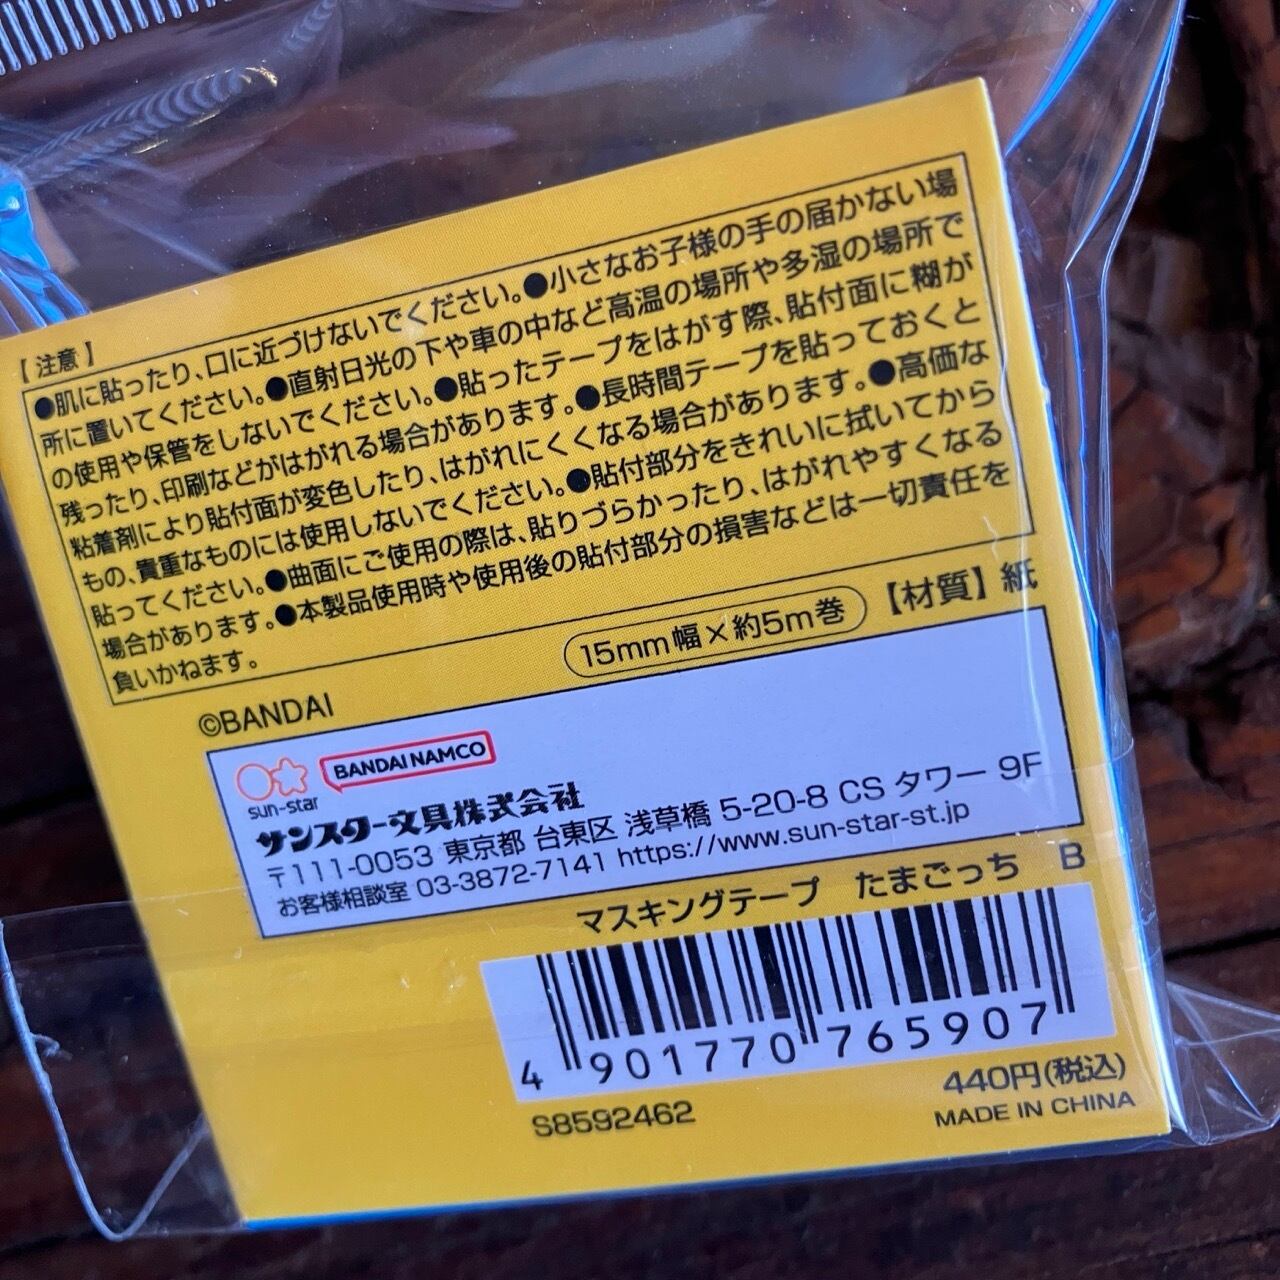 【注意】
●肌に貼ったり、口に近づけないでください。●小さなお子様の手の届かない場
所に置いてください。●直射日光の下や車の中など高温の場所や多湿の場所で
の使用や保管をしないでください。●貼ったテープをはがす際、貼付面に糊が
残ったり、印刷などがはがれる場合があります。●長時間テープを貼っておくと
粘着剤により貼付面が変色したり、はがれにくくなる場合があります。●高価な
もの、貴重なものには使用しないでください。●貼付部分をきれいに拭いてから
貼ってください。●曲面にご使用の際は、貼りづらかったり、はがれやすくなる
場合があります。●本製品使用時や使用後の貼付部分の損害などは一切責任を
負いかねます。
15mm幅×約5m巻 【材質】紙
©BANDAI
sun-star BANDAI NAMCO
サンスター文具株式会社
〒111-0053 東京都 台東区 浅草橋 5-20-8 CS タワー 9F
お客様相談室 03-3872-7141 https://www.sun-star-st.jp
マスキングテープ たまごっち B
4 901770 765907
440円(税込)
S8592462
MADE IN CHINA